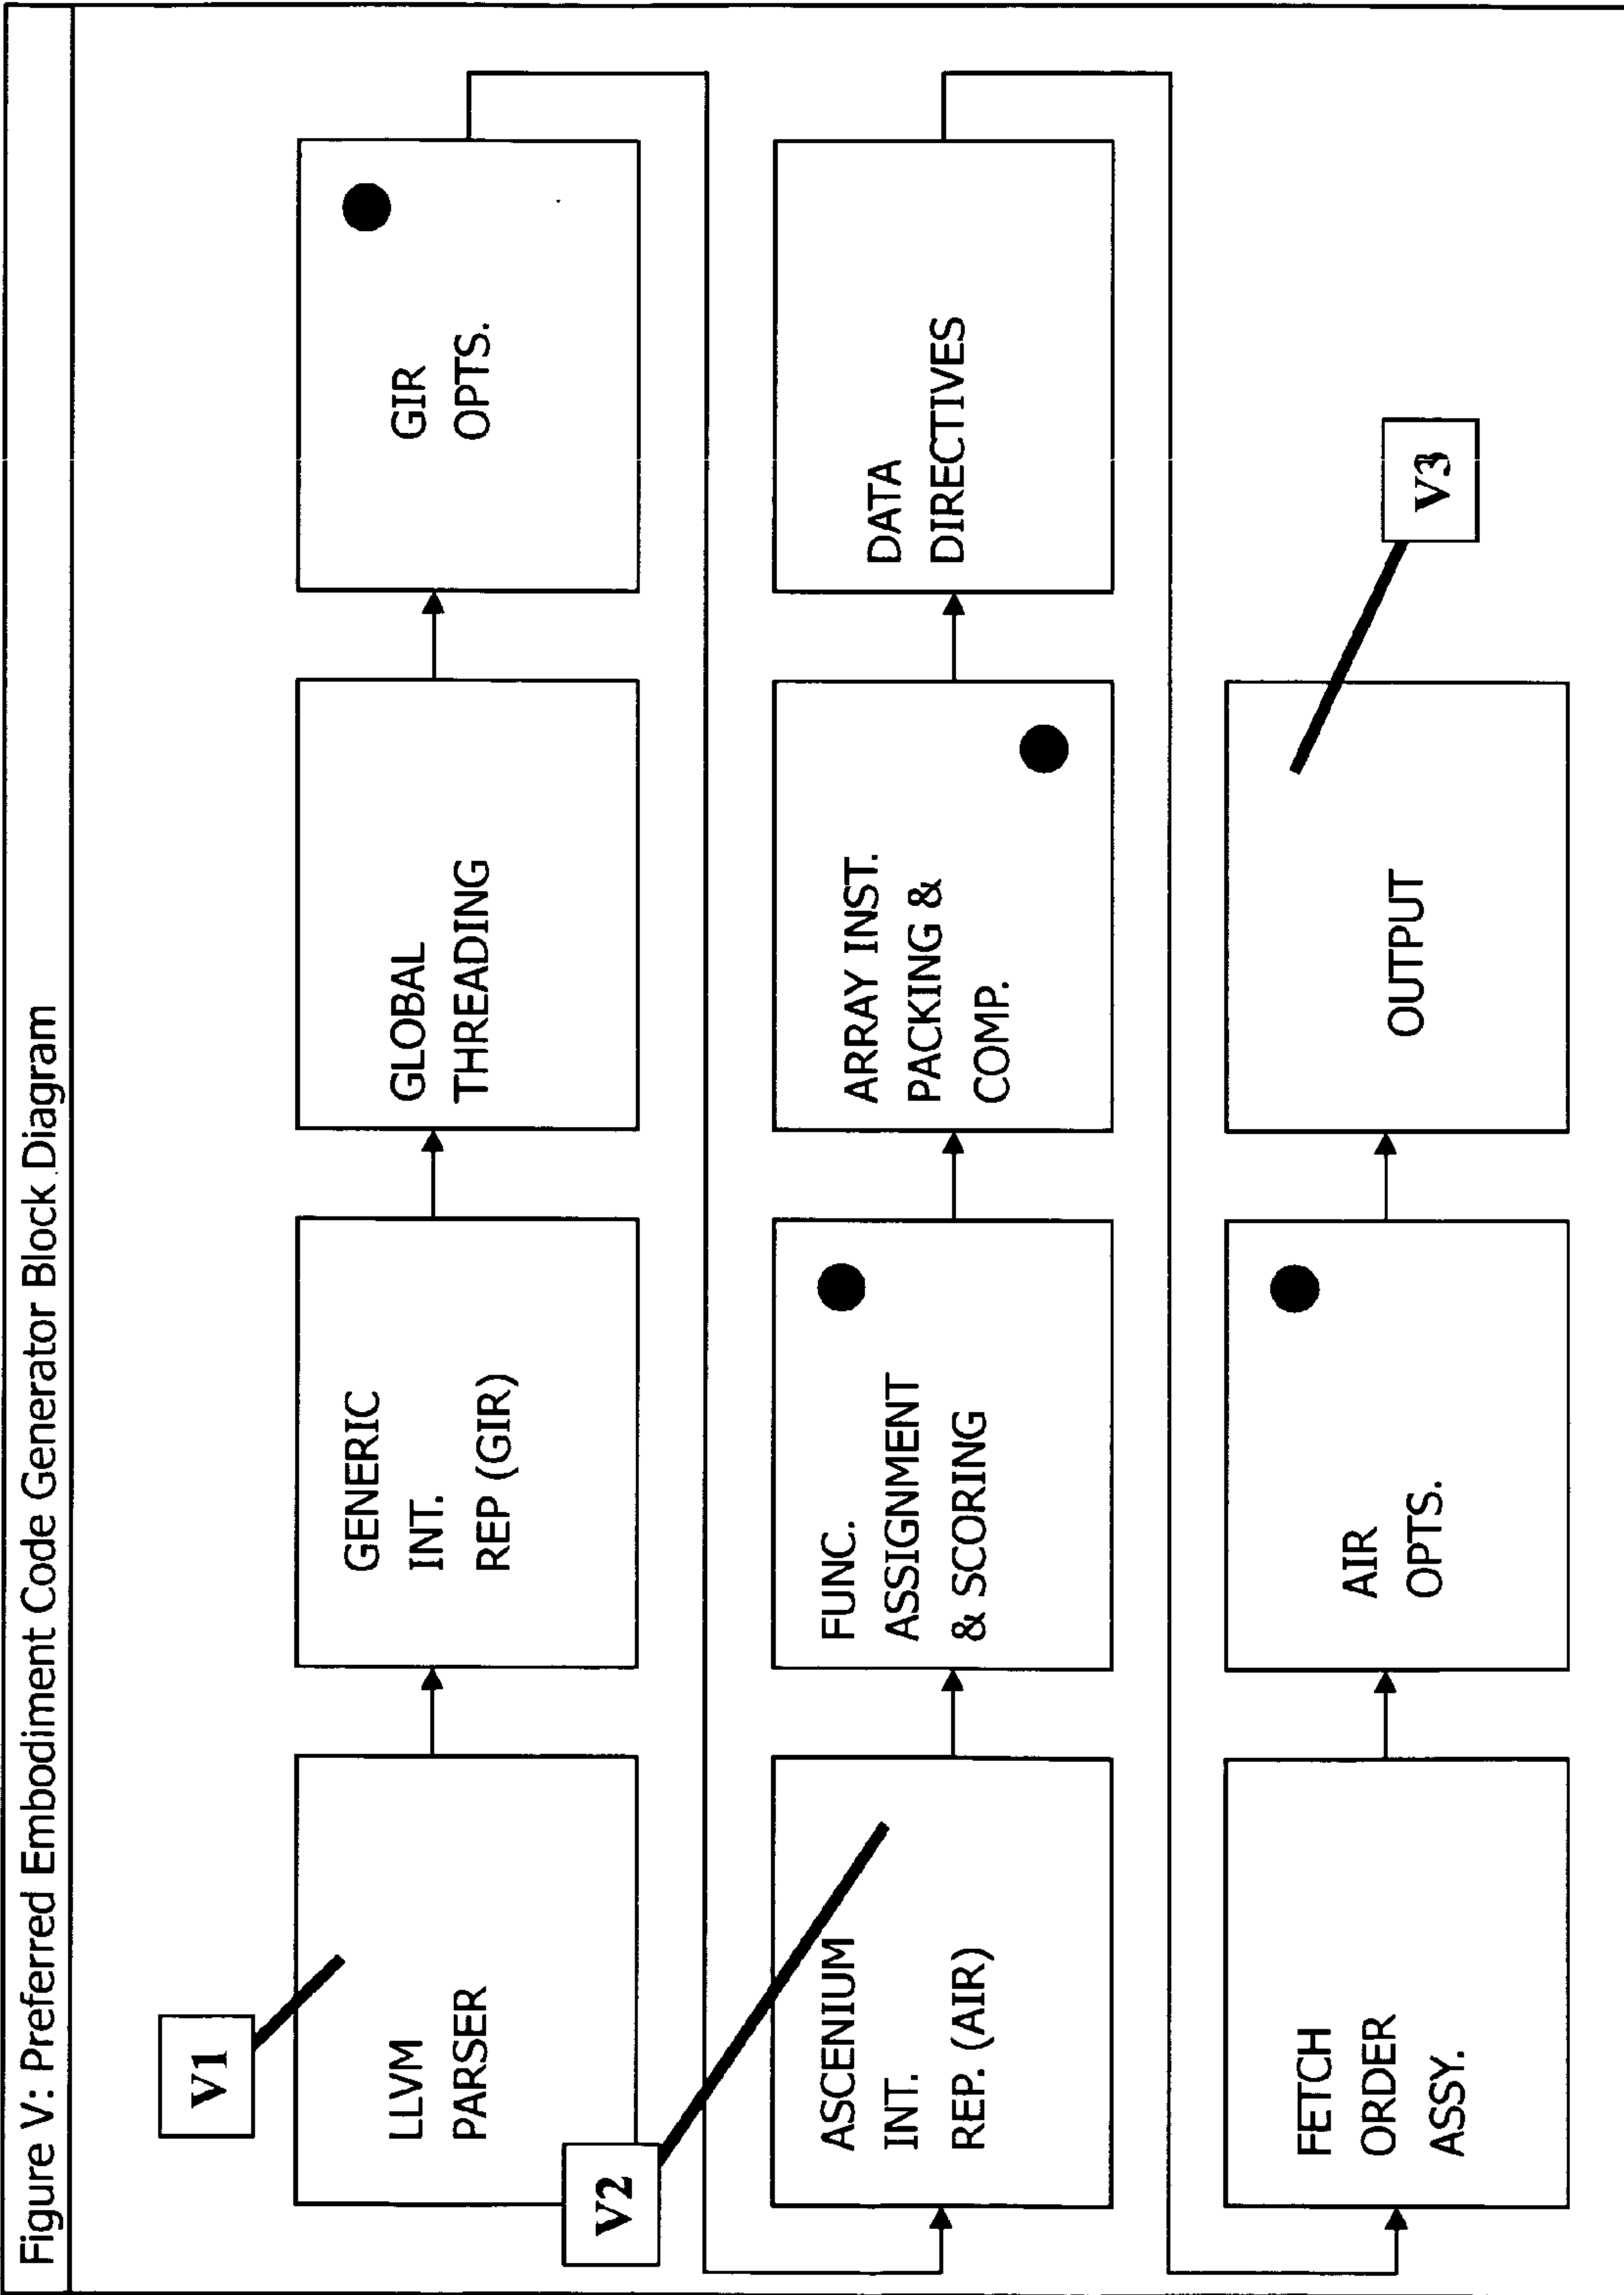 Figure V: Preferred Embodiment Code Generator Block Diagram
V1
LLVM
PARSER
GENERIC
INT.
REP (GIR)
GLOBAL
THREADING
GIR
OPTS.
V2
ASCENIUM
INT.
REP. (AIR)
FUNC.
ASSIGNMENT
& SCORING
ARRAY INST.
PACKING &
COMP.
DATA
DIRECTIVES
FETCH
ORDER
ASSY.
AIR
OPTS.
OUTPUT
V3